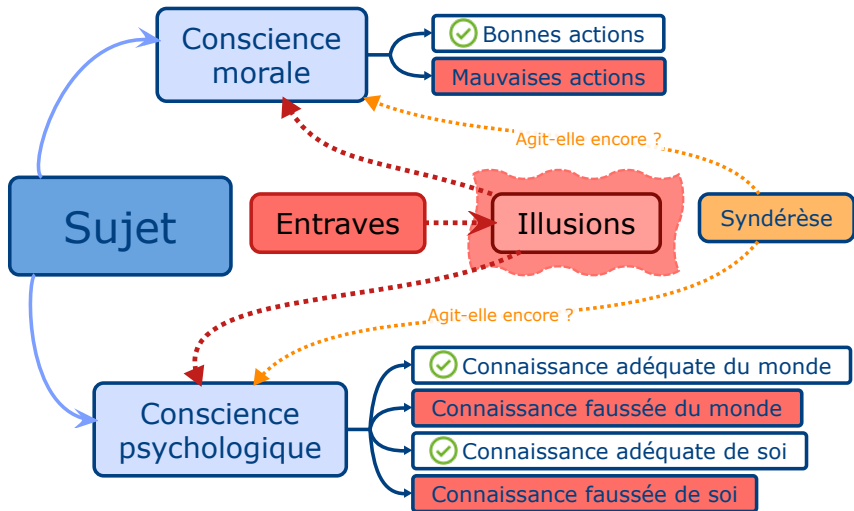 Conscience
morale
Bonnes actions
Mauvaises actions
Agit-elle encore ?
Sujet
Entraves
Illusions
Syndérèse
Agit-elle encore ?
Conscience
psychologique
Connaissance adéquate du monde
Connaissance faussée du monde
Connaissance adéquate de soi
Connaissance faussée de soi